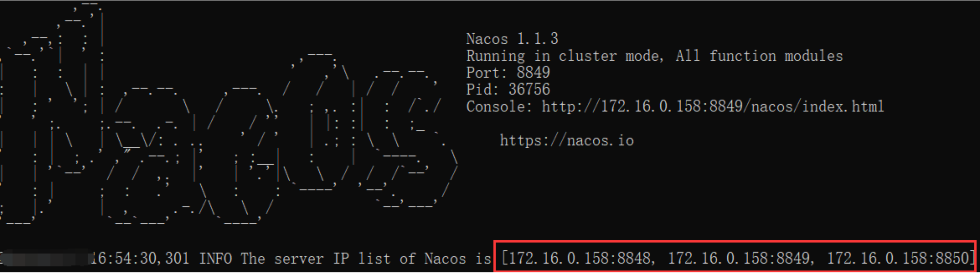 Nacos 1.1.3
Running in cluster mode, All function modules
Port: 8849
Pid: 36756
Console: http://172.16.0.158:8849/nacos/index.html
https://nacos.io
16:54:30,301 INFO The server IP list of Nacos is [172.16.0.158:8848, 172.16.0.158:8849, 172.16.0.158:8850]